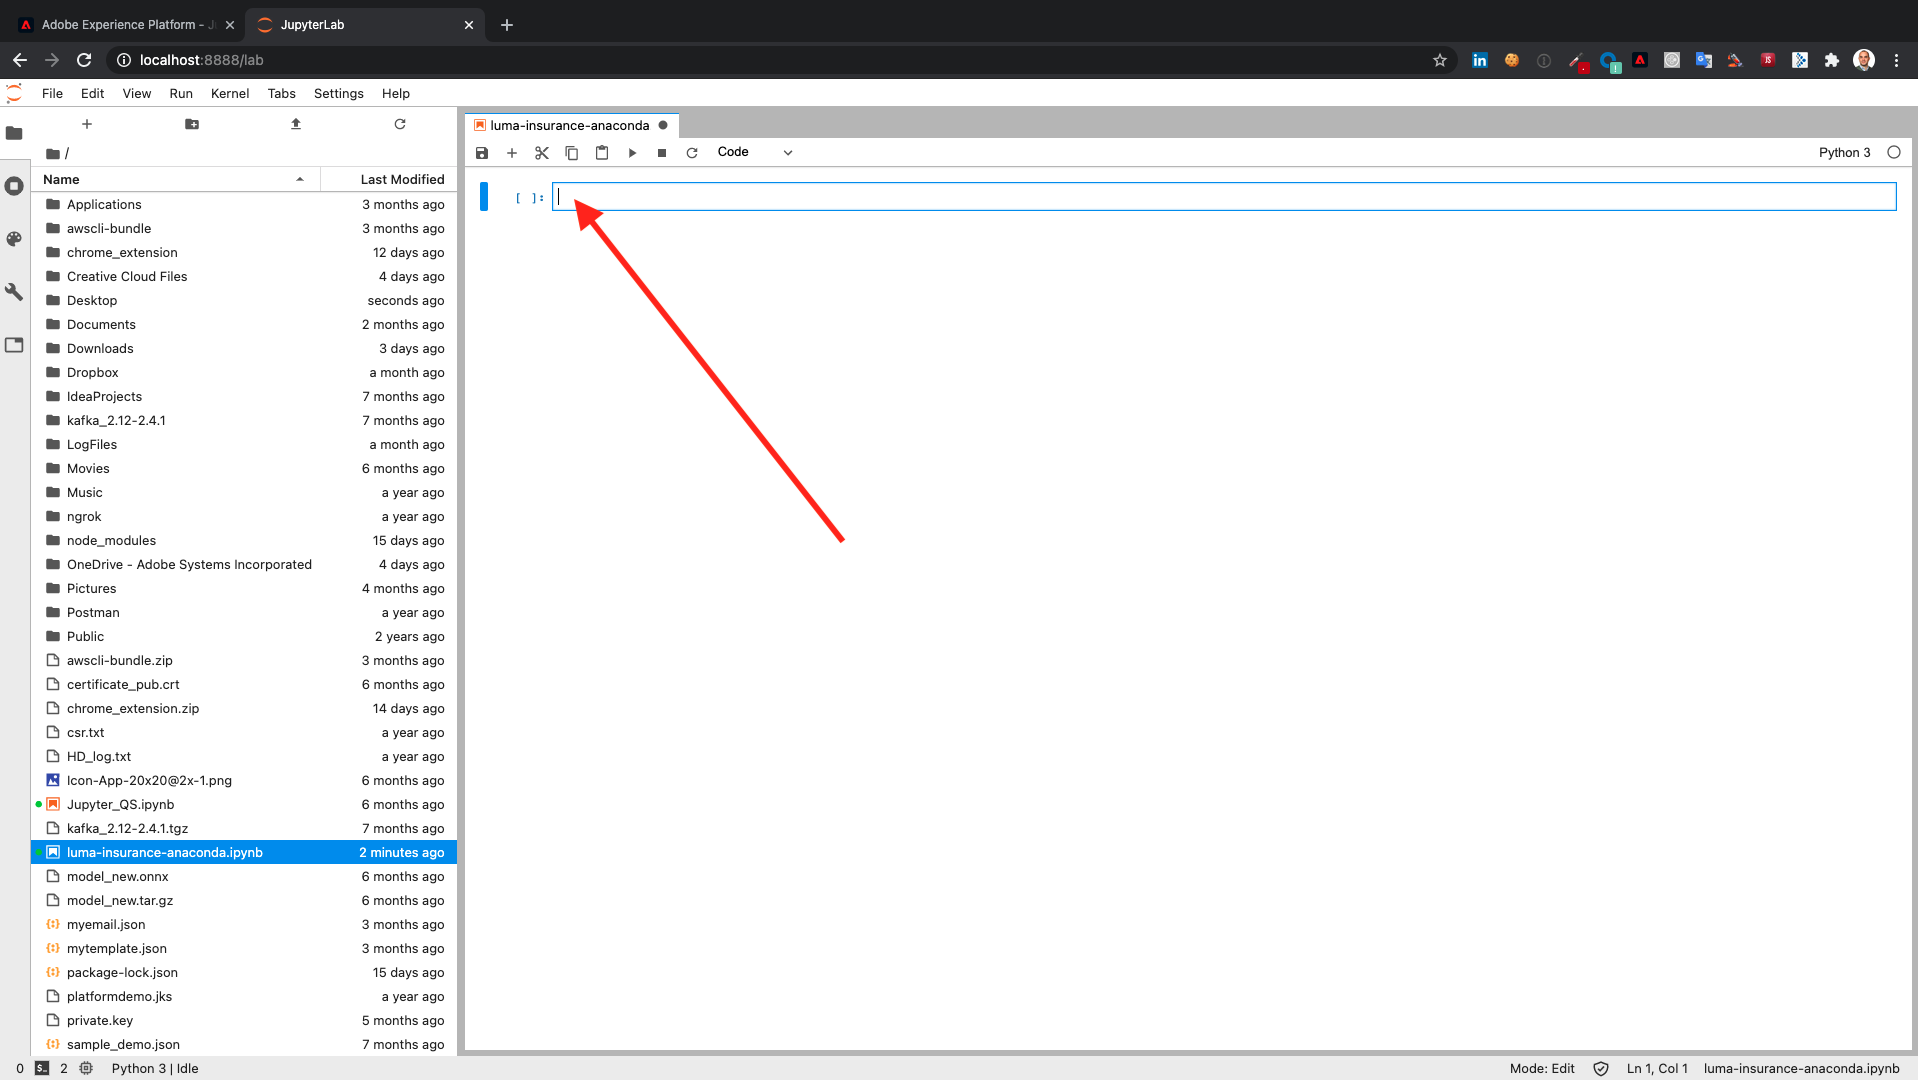 Adobe Experience Platform - J
JupyterLab
localhost:8888/lab
File Edit View Run Kernel Tabs Settings Help
/
luma-insurance-anaconda
Code
Python 3
Name Last Modified
[ ]:
Applications 3 months ago
awscli-bundle 3 months ago
chrome_extension 12 days ago
Creative Cloud Files 4 days ago
Desktop seconds ago
Documents 2 months ago
Downloads 3 days ago
Dropbox a month ago
IdeaProjects 7 months ago
kafka_2.12-2.4.1 7 months ago
LogFiles a month ago
Movies 6 months ago
Music a year ago
ngrok a year ago
node_modules 15 days ago
OneDrive - Adobe Systems Incorporated 4 days ago
Pictures 4 months ago
Postman a year ago
Public 2 years ago
awscli-bundle.zip 3 months ago
certificate_pub.crt 6 months ago
chrome_extension.zip 14 days ago
csr.txt a year ago
HD_log.txt a year ago
Icon-App-20x20@2x-1.png 6 months ago
Jupyter_QS.ipynb 6 months ago
kafka_2.12-2.4.1.tgz 7 months ago
luma-insurance-anaconda.ipynb 2 minutes ago
model_new.onnx 6 months ago
model_new.tar.gz 6 months ago
myemail.json 3 months ago
mytemplate.json 3 months ago
package-lock.json 15 days ago
platformdemo.jks a year ago
private.key 5 months ago
sample_demo.json 7 months ago
0 2 Python 3 | Idle
Mode: Edit Ln 1, Col 1 luma-insurance-anaconda.ipynb